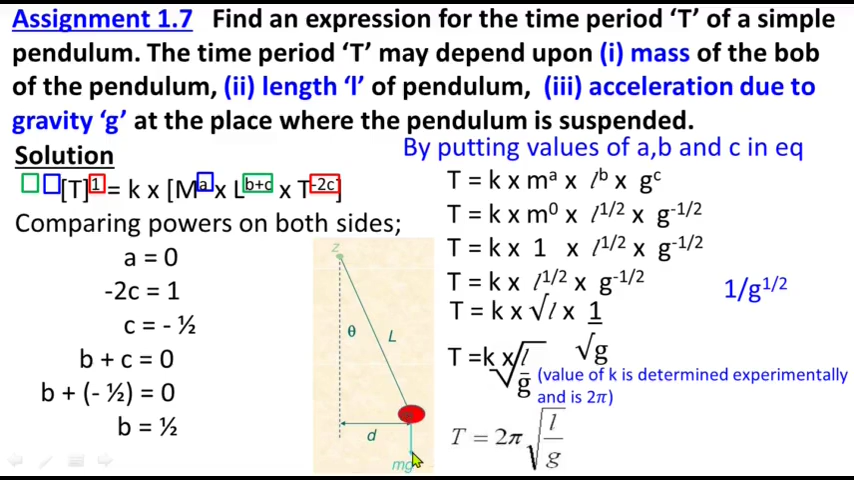 Assignment 1.7 Find an expression for the time period ‘T’ of a simple
pendulum. The time period ‘T’ may depend upon (i) mass of the bob
of the pendulum, (ii) length ‘l’ of pendulum, (iii) acceleration due to
gravity ‘g’ at the place where the pendulum is suspended.
Solution
[T]¹ = k x [Mᵃ x Lᵇ⁺ᶜ x T⁻²ᶜ]
Comparing powers on both sides;
a = 0
-2c = 1
c = - ½
b + c = 0
b + (- ½) = 0
b = ½
z
θ
L
d
mg
By putting values of a,b and c in eq
T = k x mᵃ x lᵇ x gᶜ
T = k x m⁰ x l¹/² x g⁻¹/²
T = k x 1 x l¹/² x g⁻¹/²
T = k x l¹/² x g⁻¹/²
1/g¹/²
T = k x √l x 1
√g
T =k x √l
g
(value of k is determined experimentally
and is 2π)
T = 2π √l/g